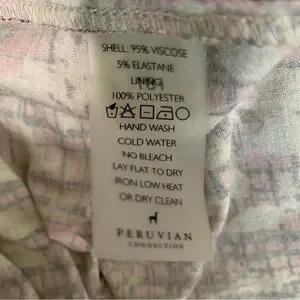 SHELL: 95% VISCOSE
5% ELASTANE
LINING
100% POLYESTER
HAND WASH
COLD WATER
NO BLEACH
LAY FLAT TO DRY
IRON LOW HEAT
OR DRY CLEAN
PERUVIAN
CONNECTION